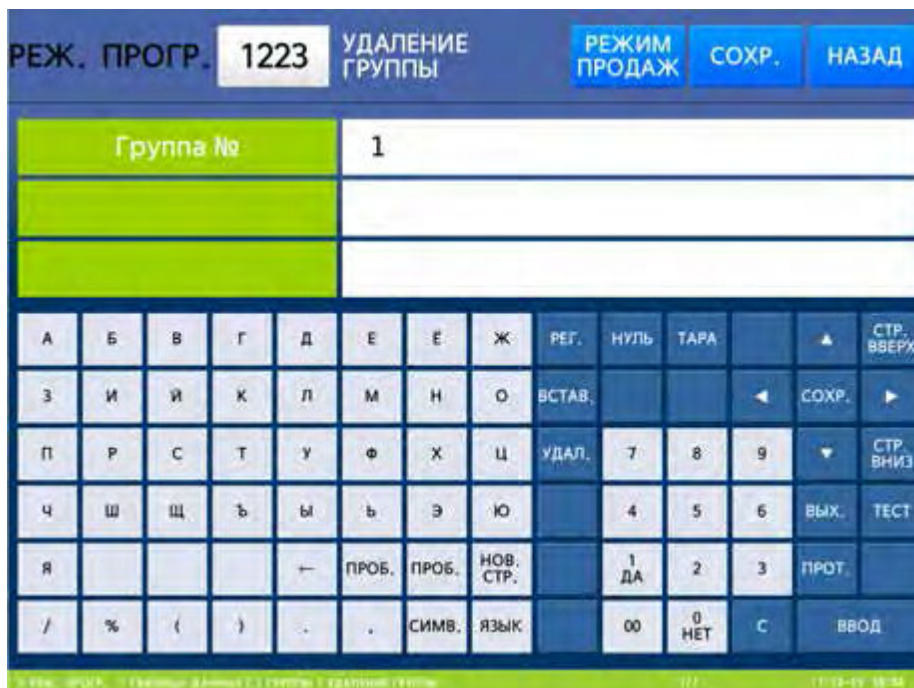 РЕЖ. ПРОГР. 1223 УДАЛЕНИЕ ГРУППЫ РЕЖИМ ПРОДАЖ СОХР. НАЗАД
Группа № 1
А Б В Г Д Е Ё Ж РЕГ. НУЛЬ ТАРА ▲ СТР. ВВЕРХ
З И Й К Л М Н О ВСТАВ. ◄ СОХР. ►
П Р С Т У Ф Х Ц УДАЛ. 7 8 9 ▼ СТР. ВНИЗ
Ч Ш Щ Ъ Ы Ь Э Ю 4 5 6 ВЫХ. ТЕСТ
Я ← ПРОБ. ПРОБ. НОВ. СТР. 1 ДА 2 3 ПРОТ.
/ % ( ) СИМВ. ЯЗЫК 00 0 НЕТ С ВВОД